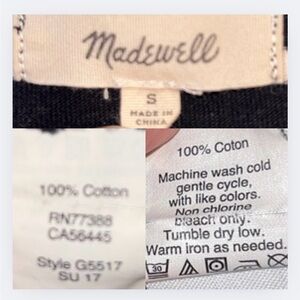 Madewell
S
MADE IN
CHINA
100% Cotton
RN77388
CA56445
Style G5517
SU 17
100% Coton
Machine wash cold
gentle cycle,
with like colors.
Non chlorine
bleach only.
Tumble dry low.
Warm iron as needed.
30